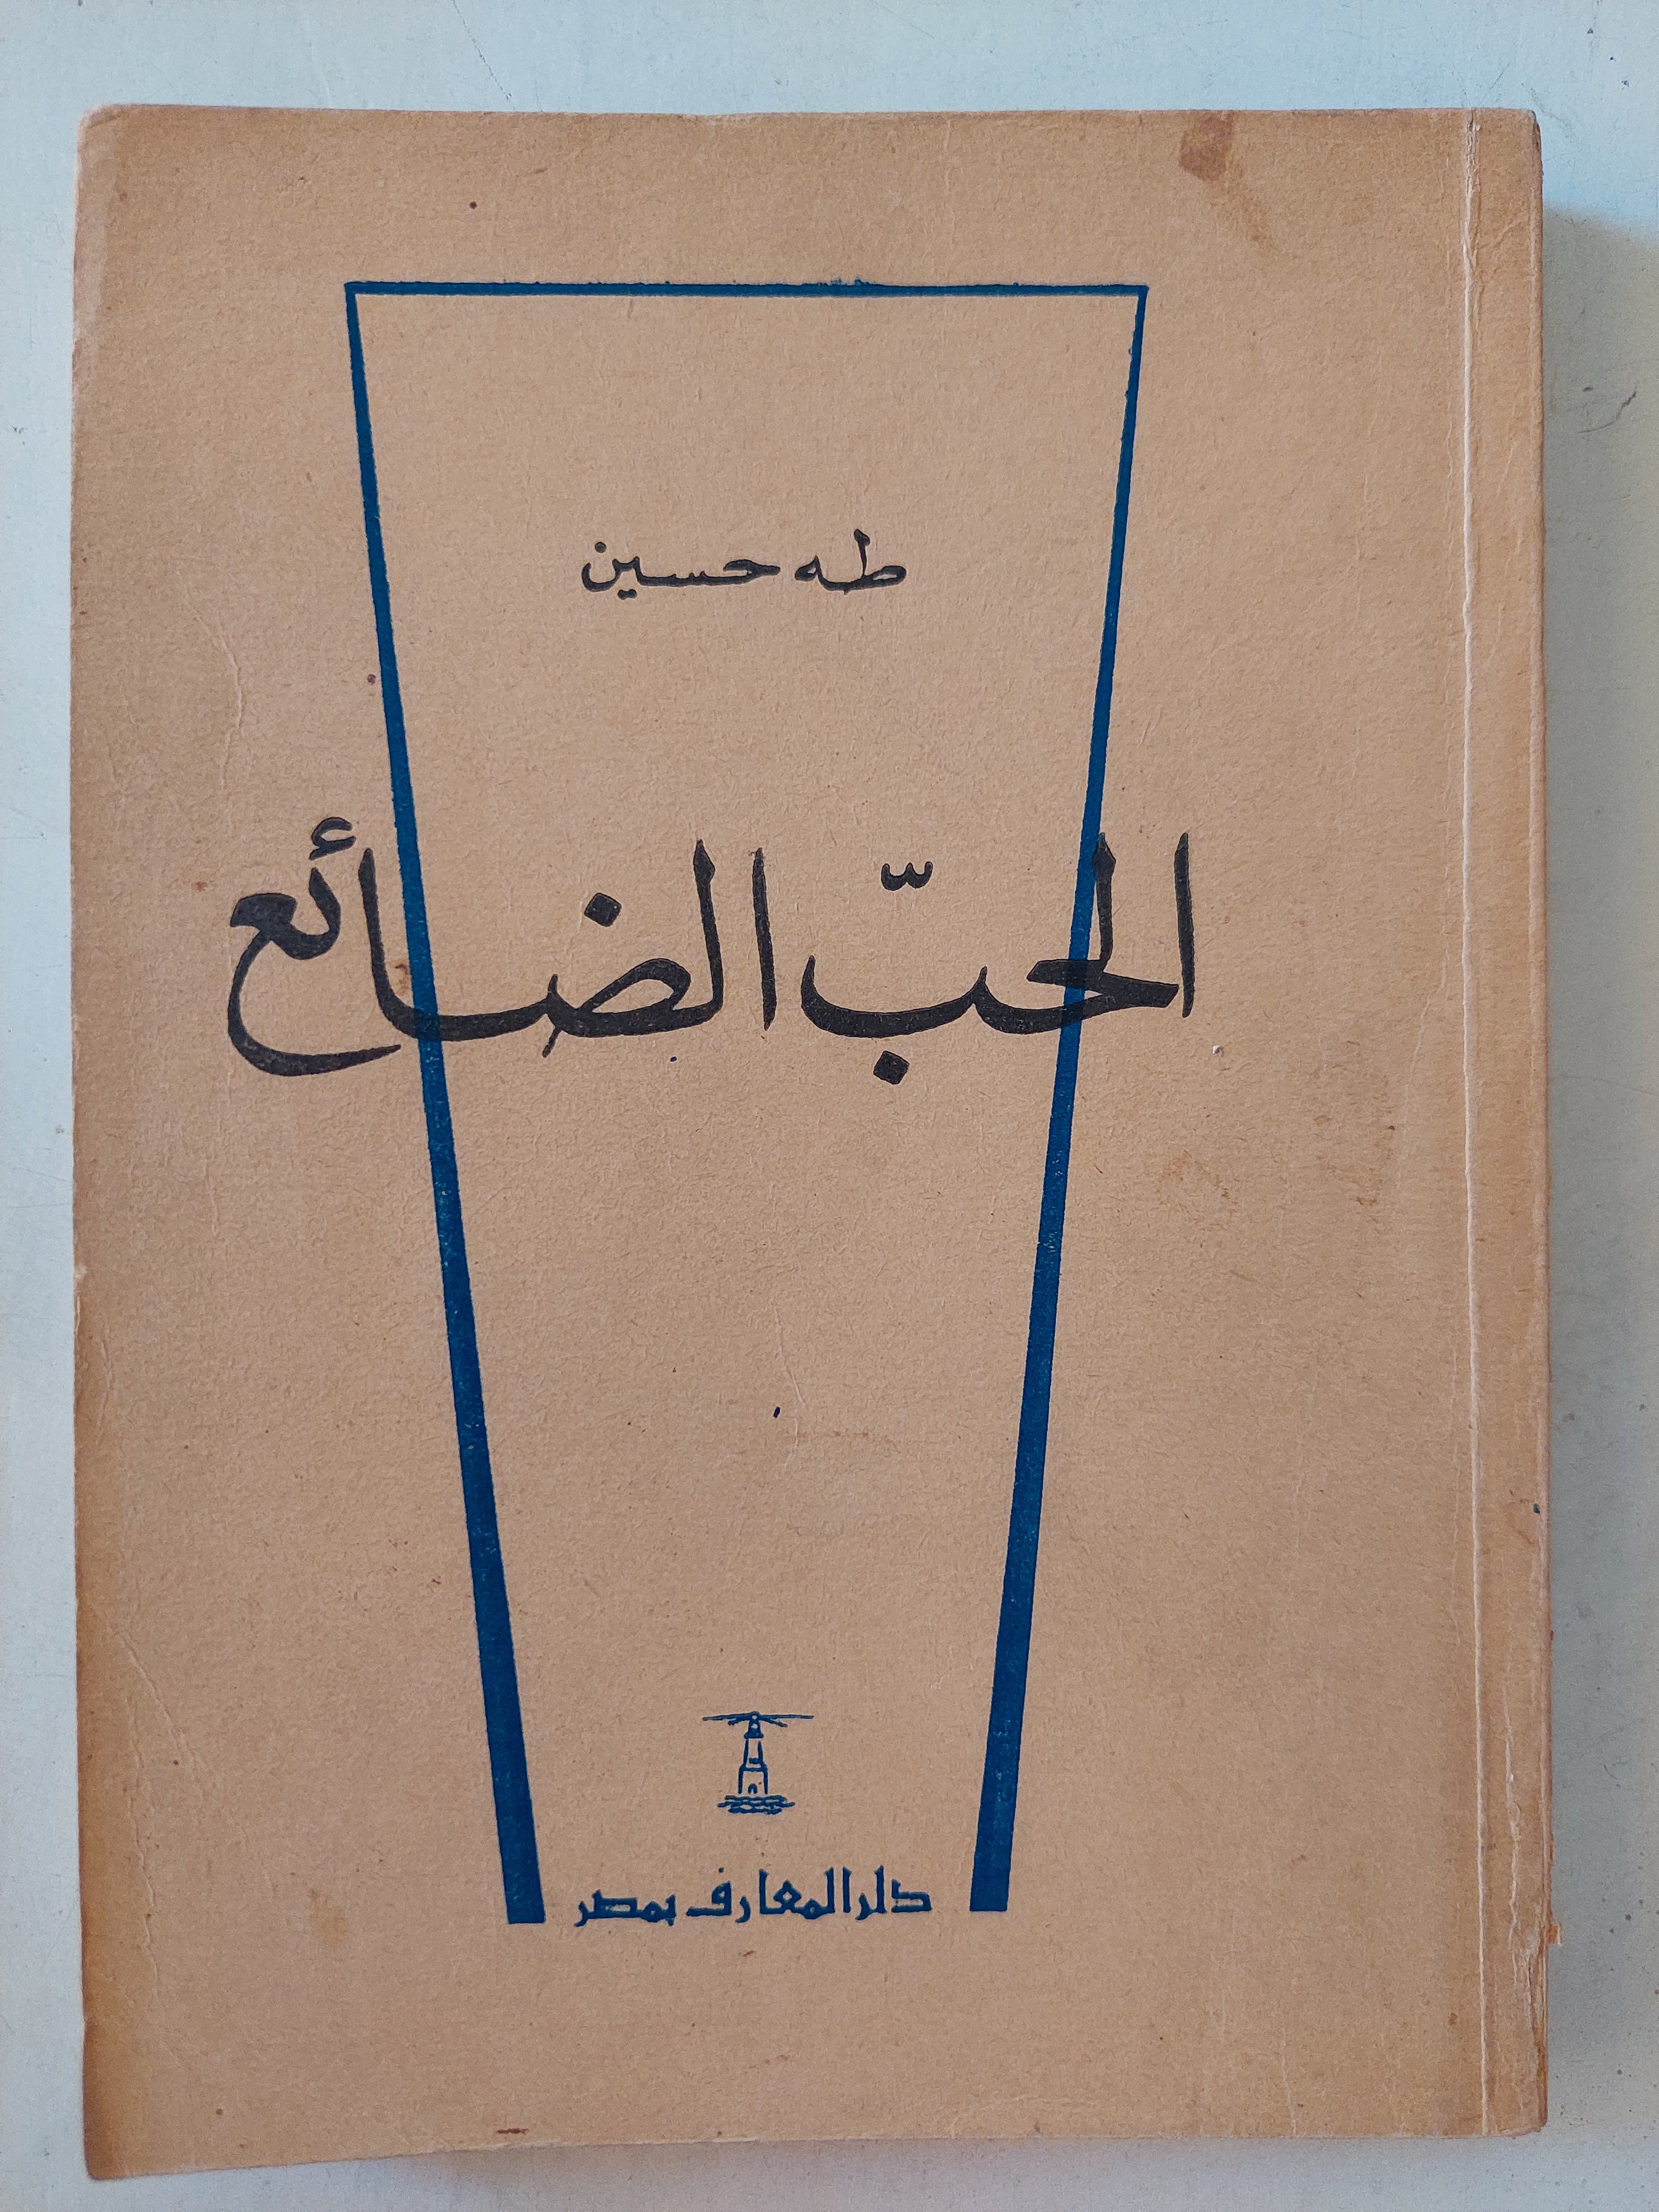 طه حسين
الحبّ الضائع
دار المعارف بمصر